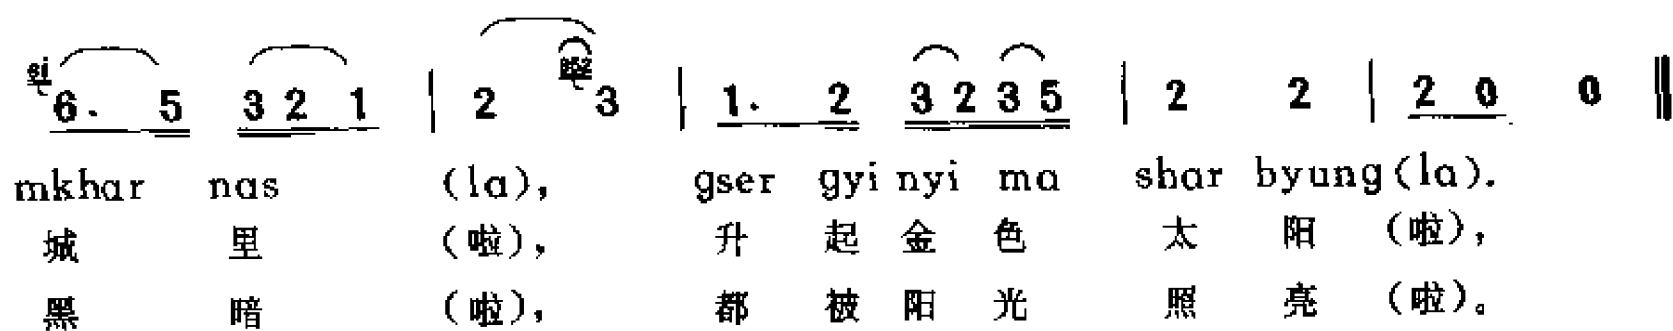 6· 5 3 2 1 | 2 3 | 1· 2 3 2 3 5 | 2 2 | 2 0 0 ‖
mkhar nas (la), gser gyi nyi ma shar byung (la).
城 里 (啦), 升 起 金 色 太 阳 (啦),
黑 暗 (啦), 都 被 阳 光 照 亮 (啦)。